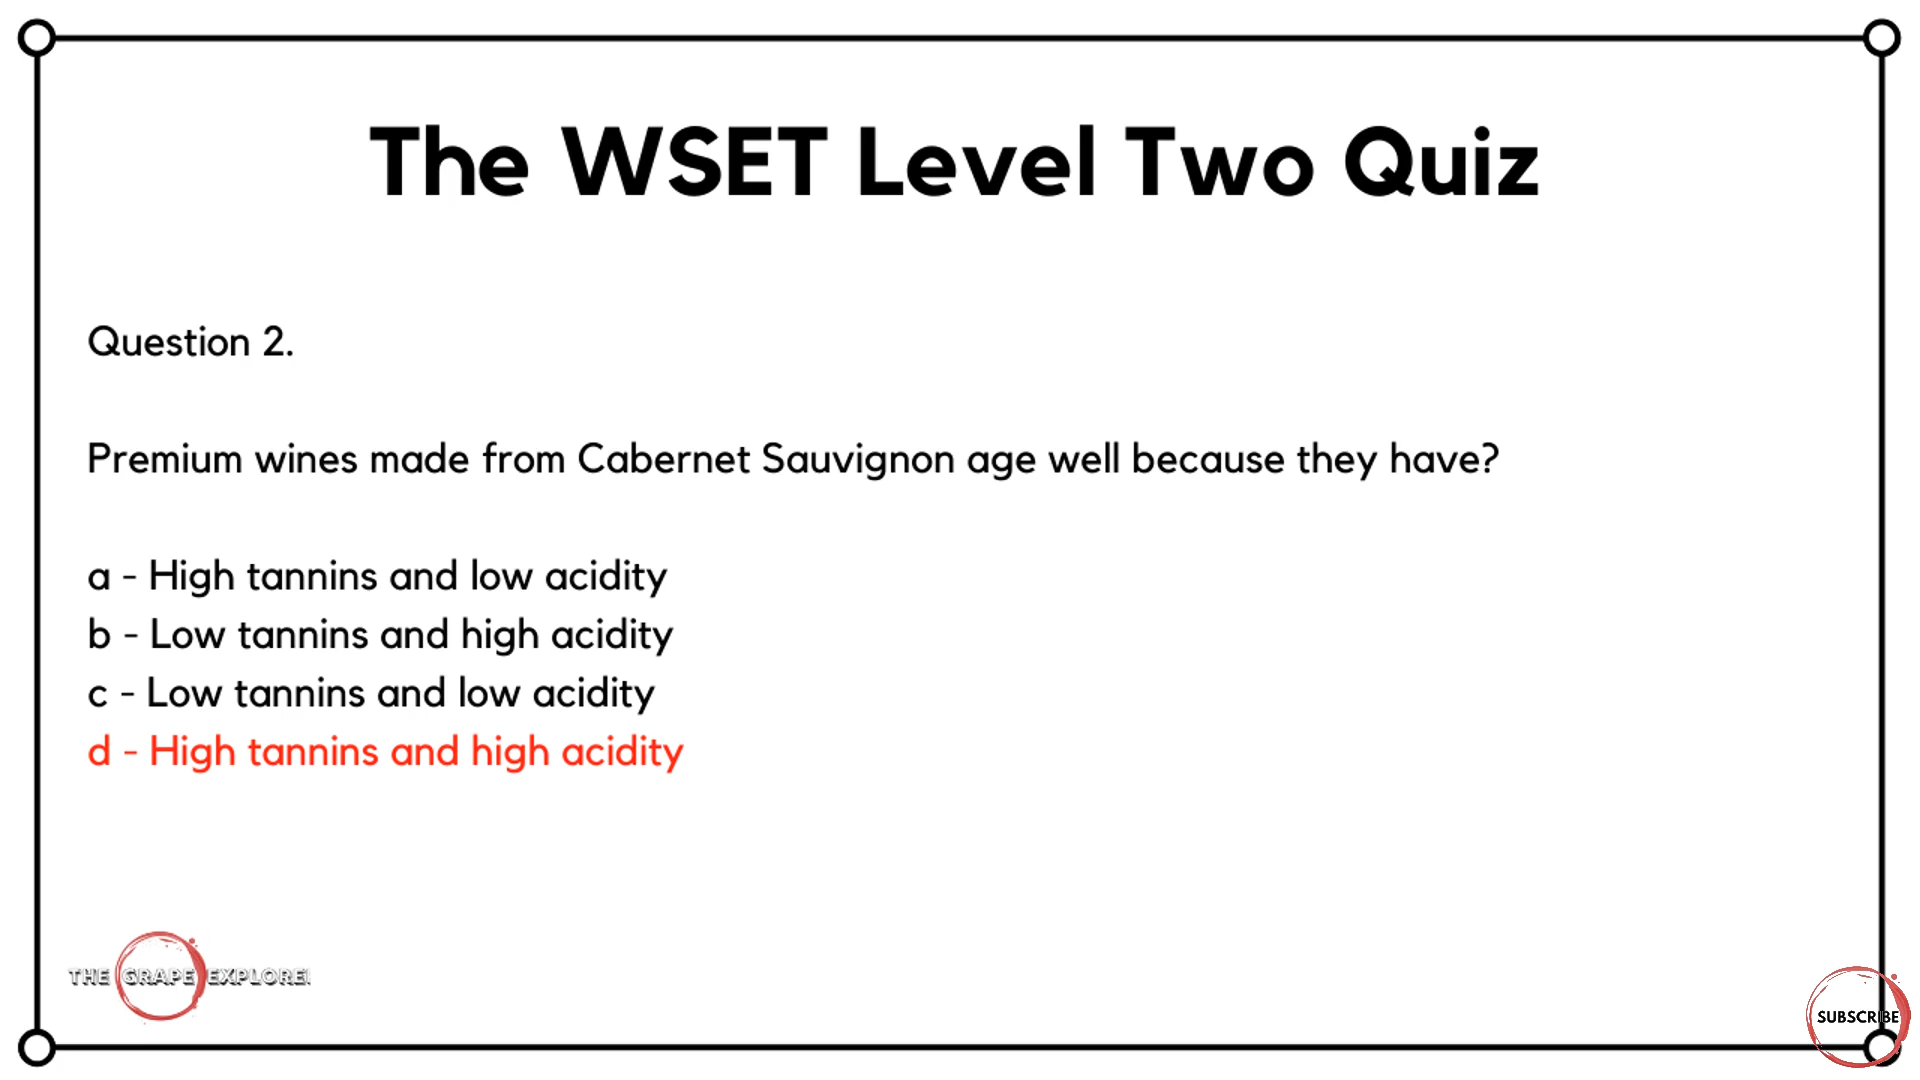 The WSET Level Two Quiz
Question 2.
Premium wines made from Cabernet Sauvignon age well because they have?
a - High tannins and low acidity
b - Low tannins and high acidity
c - Low tannins and low acidity
d - High tannins and high acidity
THE GRAPE EXPLORE
SUBSCRIBE